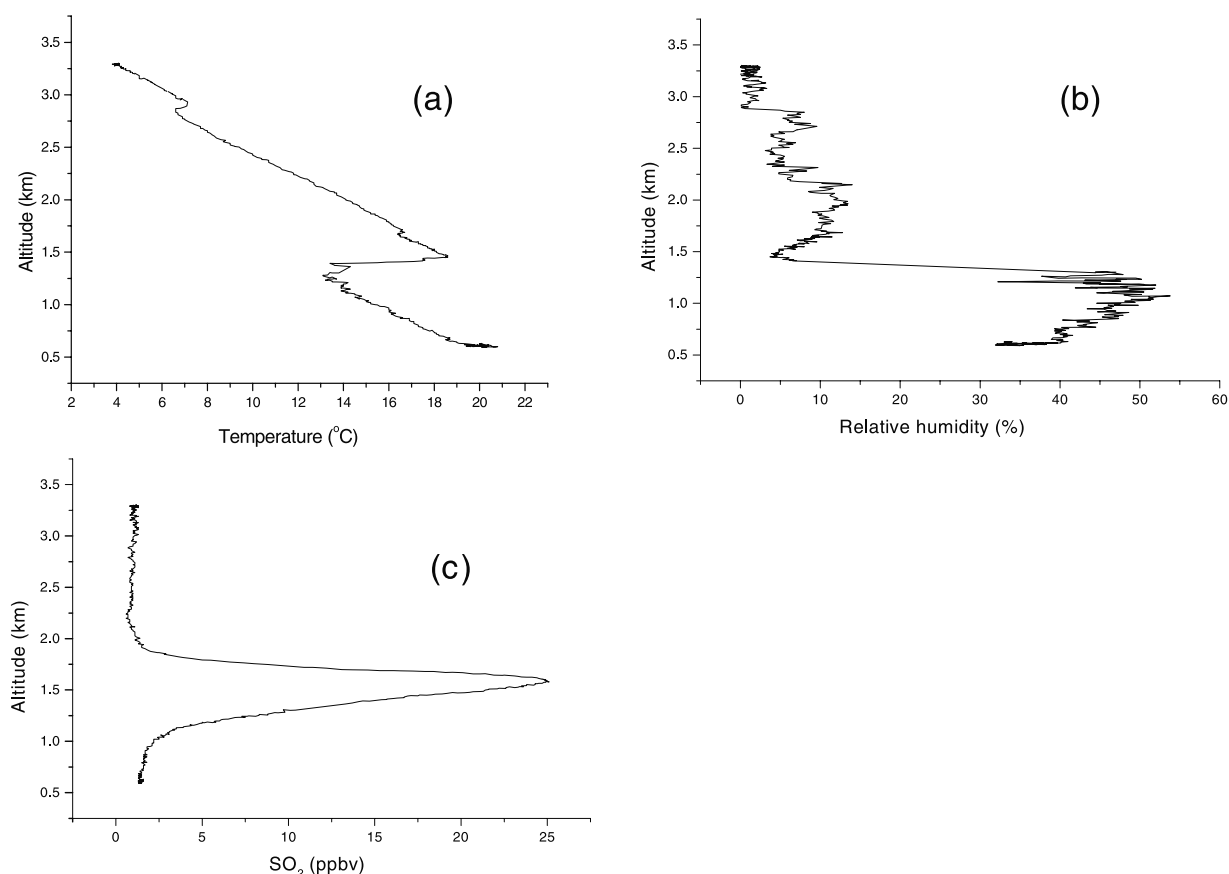 (a)
3.5
3.0
2.5
2.0
1.5
1.0
0.5
Altitude (km)
2 4 6 8 10 12 14 16 18 20 22
Temperature (°C)
(b)
3.5
3.0
2.5
2.0
1.5
1.0
0.5
Altitude (km)
0 10 20 30 40 50 60
Relative humidity (%)
(c)
3.5
3.0
2.5
2.0
1.5
1.0
0.5
Altitude (km)
0 5 10 15 20 25
SO2 (ppbv)